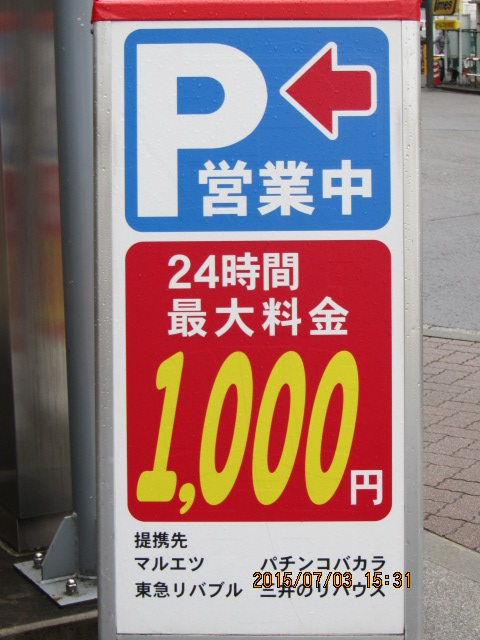 P
営業中
24時間
最大料金
1,000円
提携先
マルエツ パチンコバカラ
東急リバブル 三井のリハウス
2015/07/03 15:31